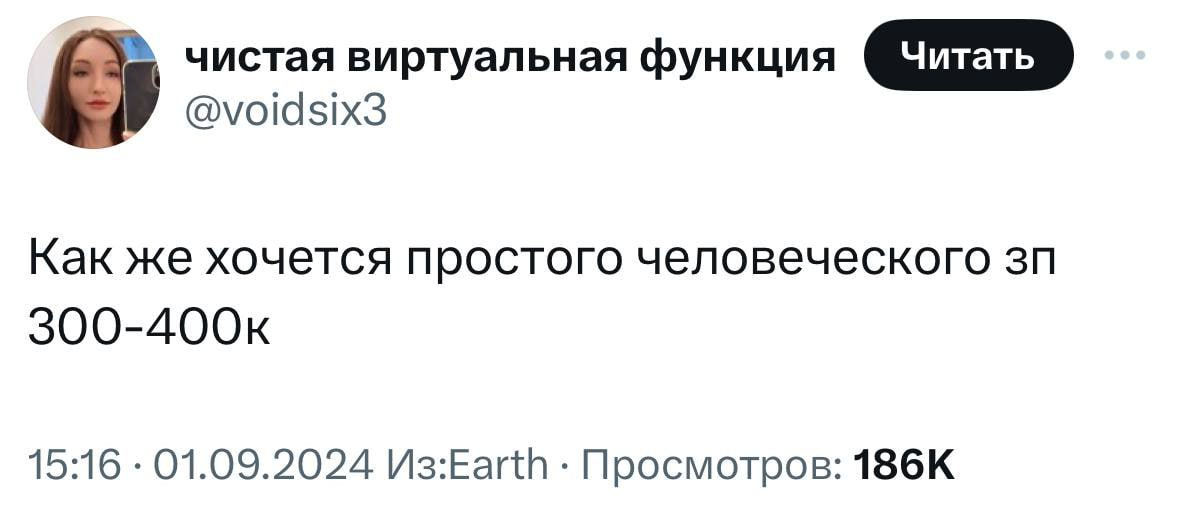 чистая виртуальная функция
Читать
@voidsix3
Как же хочется простого человеческого зп
300-400к
15:16 · 01.09.2024 Из:Earth · Просмотров: 186K